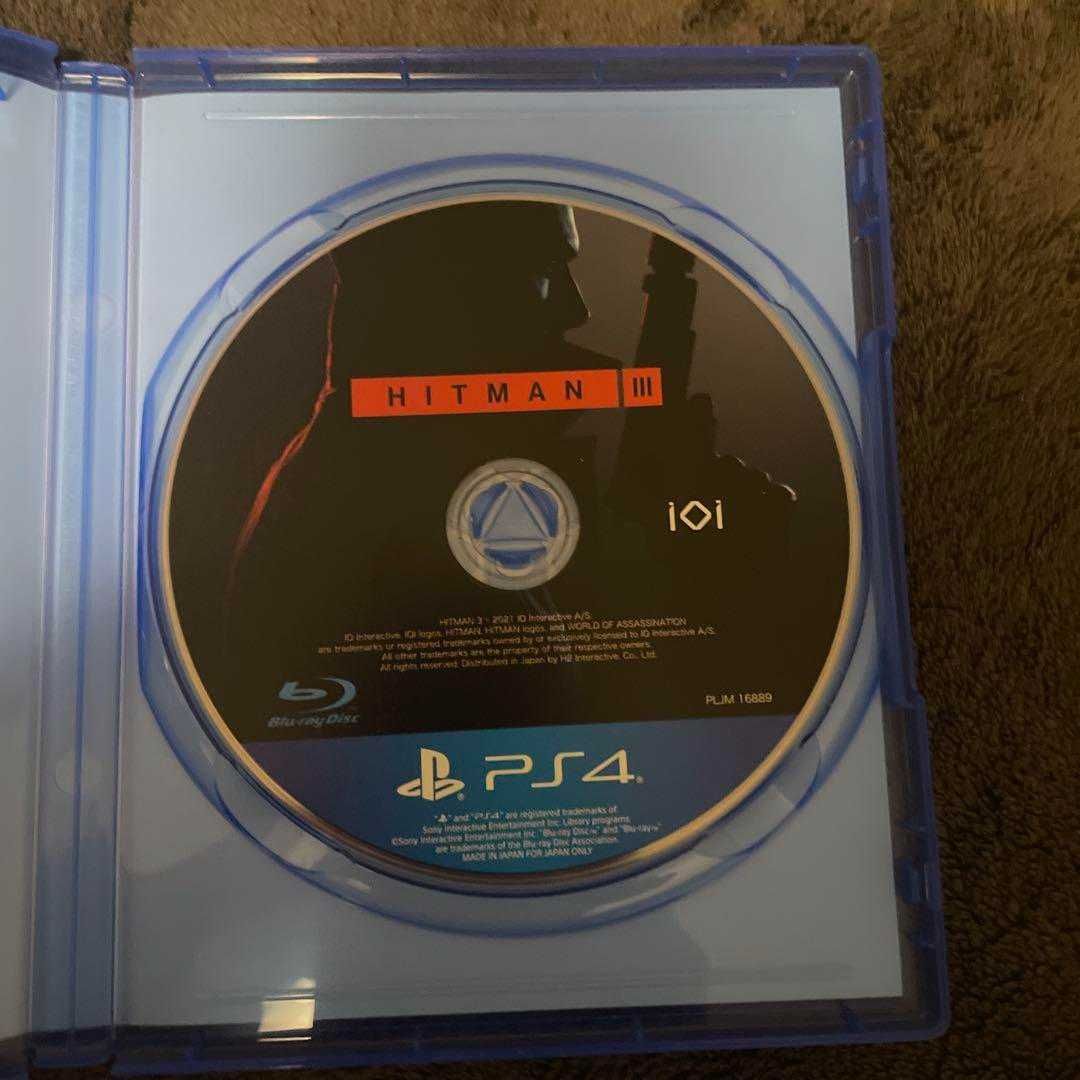 HITMAN III
iOi
HITMAN 3 - 2021 IO Interactive A/S.
IO Interactive, IOI logos, HITMAN, HITMAN logos, and WORLD OF ASSASSINATION
are trademarks or registered trademarks owned by or exclusively licensed to IO Interactive A/S.
All other trademarks are the property of their respective owners.
All rights reserved. Distributed in Japan by H2 Interactive, Co., Ltd.
Blu-ray Disc
PLJM 16889
PS4
" " and "PS4" are registered trademarks of
Sony Interactive Entertainment Inc. Library programs
©Sony Interactive Entertainment Inc. "Blu-ray Disc™" and "Blu-ray™"
are trademarks of the Blu-ray Disc Association.
MADE IN JAPAN FOR JAPAN ONLY